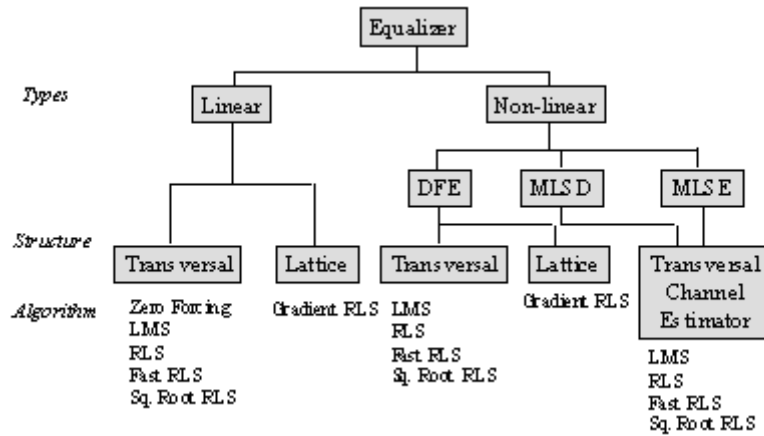 Equalizer
Types
Linear
Non-linear
DFE
MLSD
MLSE
Structure
Transversal
Lattice
Transversal
Lattice
Transversal
Channel
Estimator
Algorithm
Zero Forcing
LMS
RLS
Fast RLS
Sq. Root RLS
Gradient RLS
LMS
RLS
Fast RLS
Sq. Root RLS
Gradient RLS
LMS
RLS
Fast RLS
Sq. Root RLS